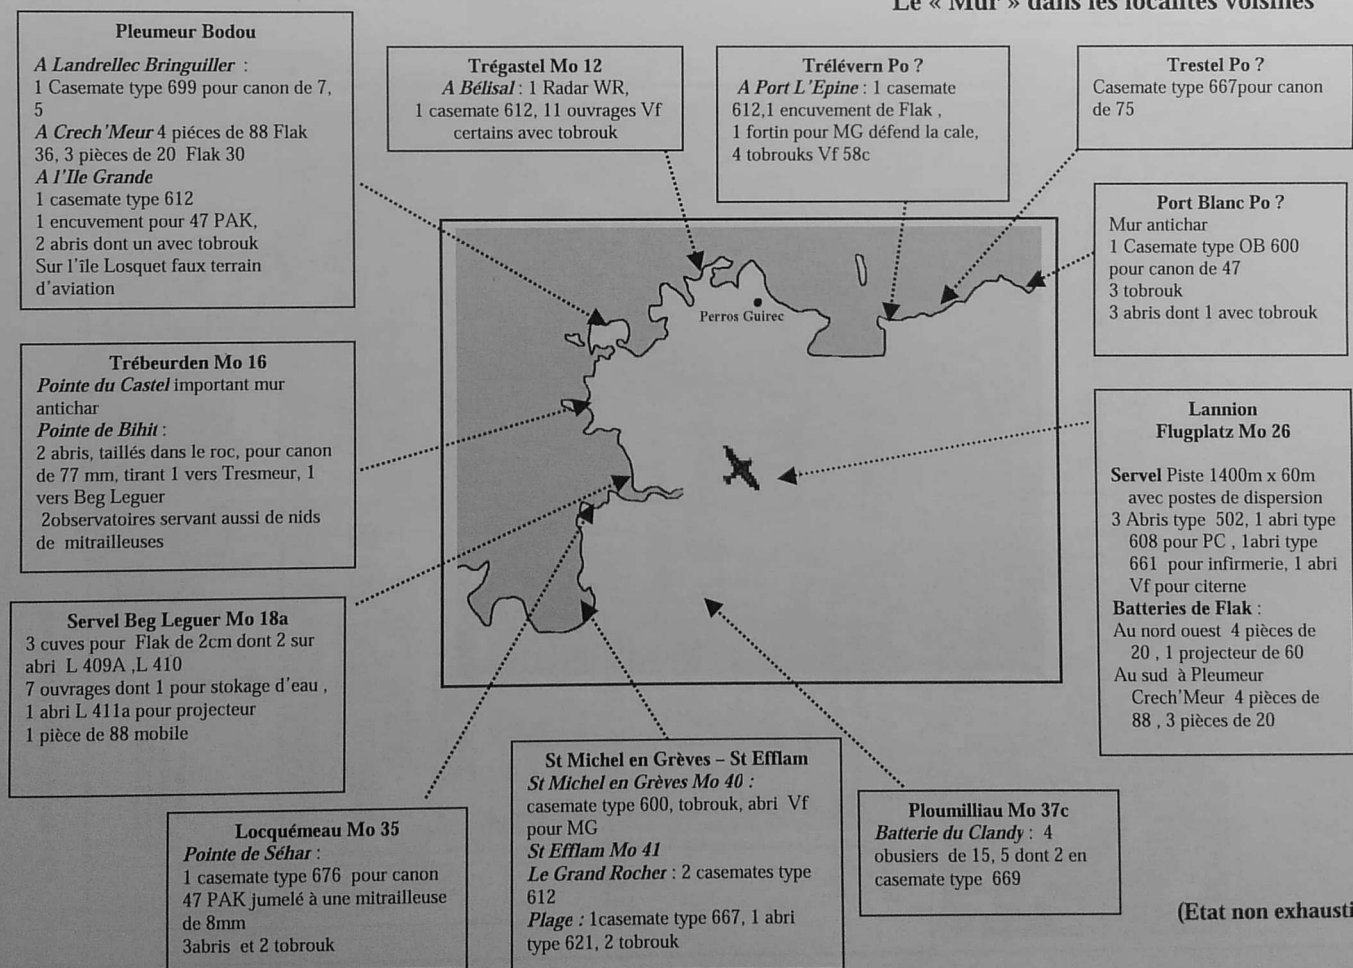 Le « Mur » dans les localités voisines
Pleumeur Bodou
A Landrellec Bringuiller :
1 Casemate type 699 pour canon de 7,
5
A Crech'Meur 4 piéces de 88 Flak
36, 3 pièces de 20 Flak 30
A l'Ile Grande
1 casemate type 612
1 encuvement pour 47 PAK,
2 abris dont un avec tobrouk
Sur l'île Losquet faux terrain
d'aviation
Trégastel Mo 12
A Bélisal : 1 Radar WR,
1 casemate 612, 11 ouvrages Vf
certains avec tobrouk
Trélévern Po ?
A Port L'Epine : 1 casemate
612,1 encuvement de Flak ,
1 fortin pour MG défend la cale,
4 tobrouks Vf 58c
Trestel Po ?
Casemate type 667pour canon
de 75
Port Blanc Po ?
Mur antichar
1 Casemate type OB 600
pour canon de 47
3 tobrouk
3 abris dont 1 avec tobrouk
Perros Guirec
Trébeurden Mo 16
Pointe du Castel important mur
antichar
Pointe de Bihit :
2 abris, taillés dans le roc, pour canon
de 77 mm, tirant 1 vers Tresmeur, 1
vers Beg Leguer
2observatoires servant aussi de nids
de mitrailleuses
Lannion
Flugplatz Mo 26
Servel Piste 1400m x 60m
avec postes de dispersion
3 Abris type 502, 1 abri type
608 pour PC , 1abri type
661 pour infirmerie, 1 abri
Vf pour citerne
Batteries de Flak :
Au nord ouest 4 pièces de
20 , 1 projecteur de 60
Au sud à Pleumeur
Crech'Meur 4 pièces de
88 , 3 pièces de 20
Servel Beg Leguer Mo 18a
3 cuves pour Flak de 2cm dont 2 sur
abri L 409A ,L 410
7 ouvrages dont 1 pour stokage d'eau ,
1 abri L 411a pour projecteur
1 pièce de 88 mobile
Locquémeau Mo 35
Pointe de Séhar :
1 casemate type 676 pour canon
47 PAK jumelé à une mitrailleuse
de 8mm
3abris et 2 tobrouk
St Michel en Grèves – St Efflam
St Michel en Grèves Mo 40 :
casemate type 600, tobrouk, abri Vf
pour MG
St Efflam Mo 41
Le Grand Rocher : 2 casemates type
612
Plage : 1casemate type 667, 1 abri
type 621, 2 tobrouk
Ploumilliau Mo 37c
Batterie du Clandy : 4
obusiers de 15, 5 dont 2 en
casemate type 669
(Etat non exhausti